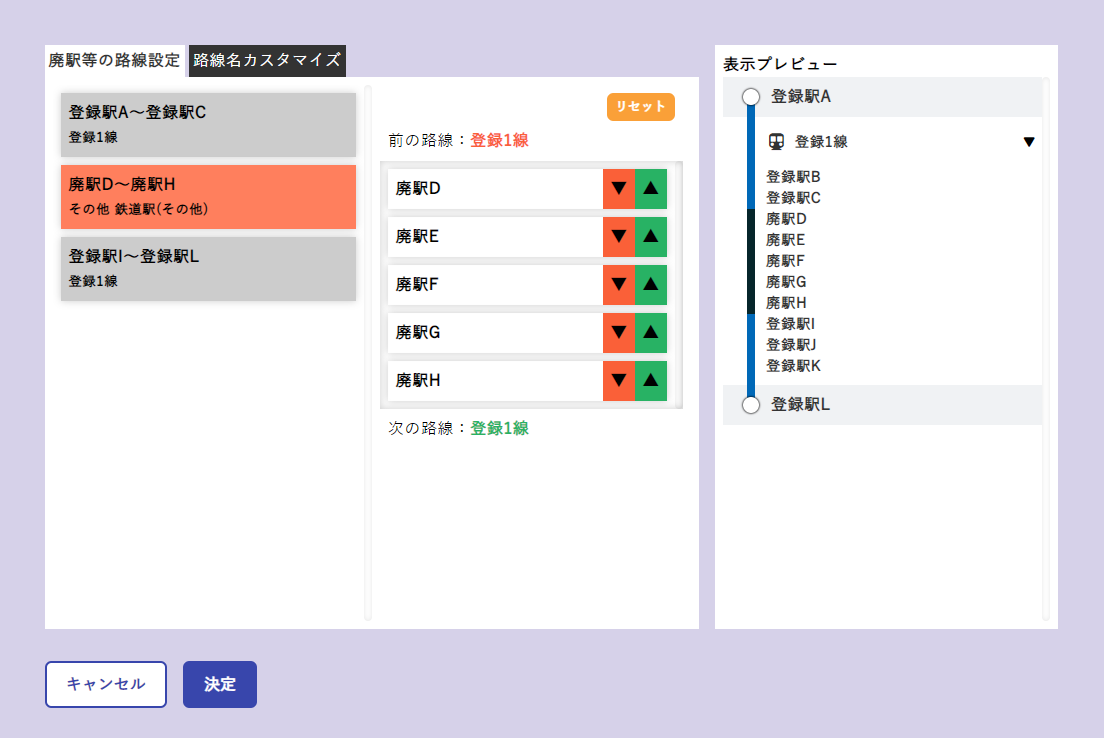 廃駅等の路線設定
路線名カスタマイズ
登録駅A～登録駅C
登録1線
廃駅D～廃駅H
その他 鉄道駅(その他)
登録駅I～登録駅L
登録1線
リセット
前の路線：登録1線
廃駅D ▼ ▲
廃駅E ▼ ▲
廃駅F ▼ ▲
廃駅G ▼ ▲
廃駅H ▼ ▲
次の路線：登録1線
表示プレビュー
登録駅A
登録1線 ▼
登録駅B
登録駅C
廃駅D
廃駅E
廃駅F
廃駅G
廃駅H
登録駅I
登録駅J
登録駅K
登録駅L
キャンセル
決定